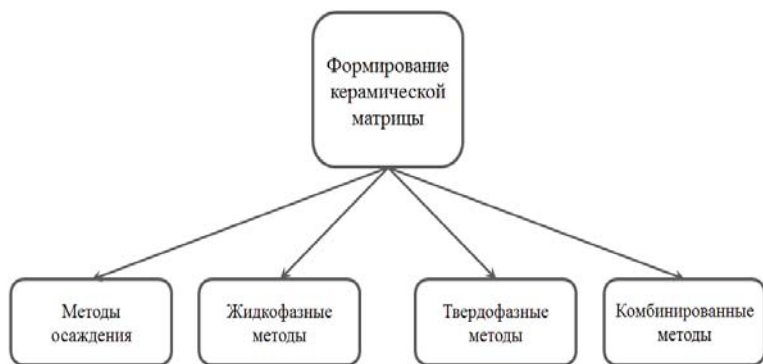 Формирование
керамической
матрицы
Методы
осаждения
Жидкофазные
методы
Твердофазные
методы
Комбинированные
методы